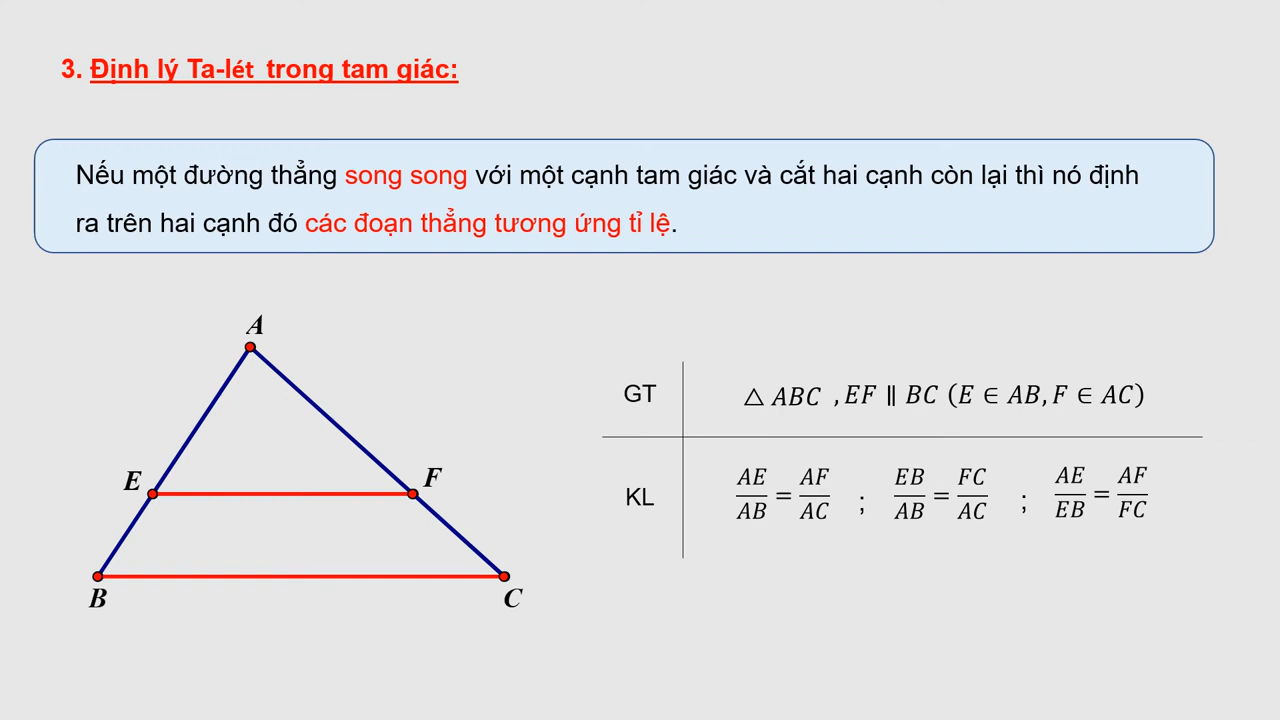 3. Định lý Ta-lét trong tam giác:
Nếu một đường thẳng song song với một cạnh tam giác và cắt hai cạnh còn lại thì nó định
ra trên hai cạnh đó các đoạn thẳng tương ứng tỉ lệ.
A
E
F
B
C
GT
△ ABC , EF ∥ BC (E ∈ AB, F ∈ AC)
KL
AE/AB = AF/AC ; EB/AB = FC/AC ; AE/EB = AF/FC